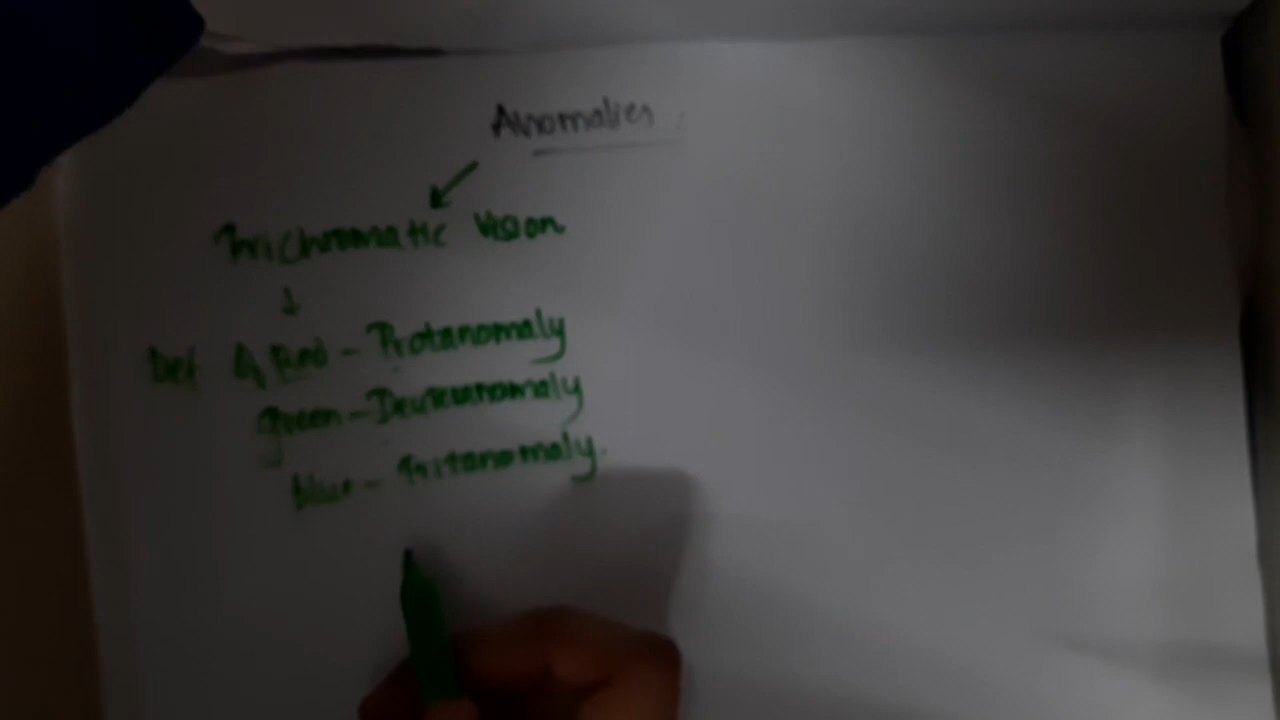 Anomalies :
Trichromatic Vision
Def of Red - Protanomaly
green - Deuteranomaly
blue - Tritanomaly.